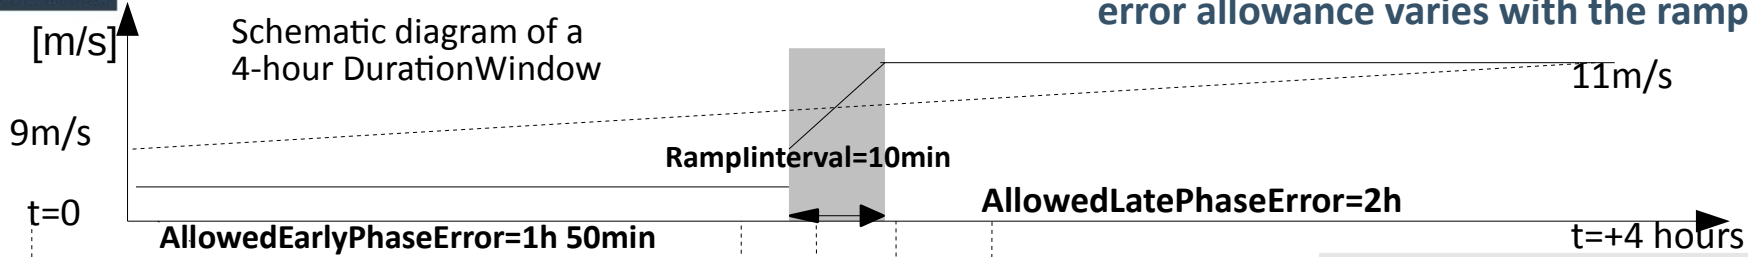 error allowance varies with the ramp
[m/s]
Schematic diagram of a
4-hour DurationWindow
11m/s
9m/s
RampIinterval=10min
AllowedLatePhaseError=2h
t=0
AllowedEarlyPhaseError=1h 50min
t=+4 hours